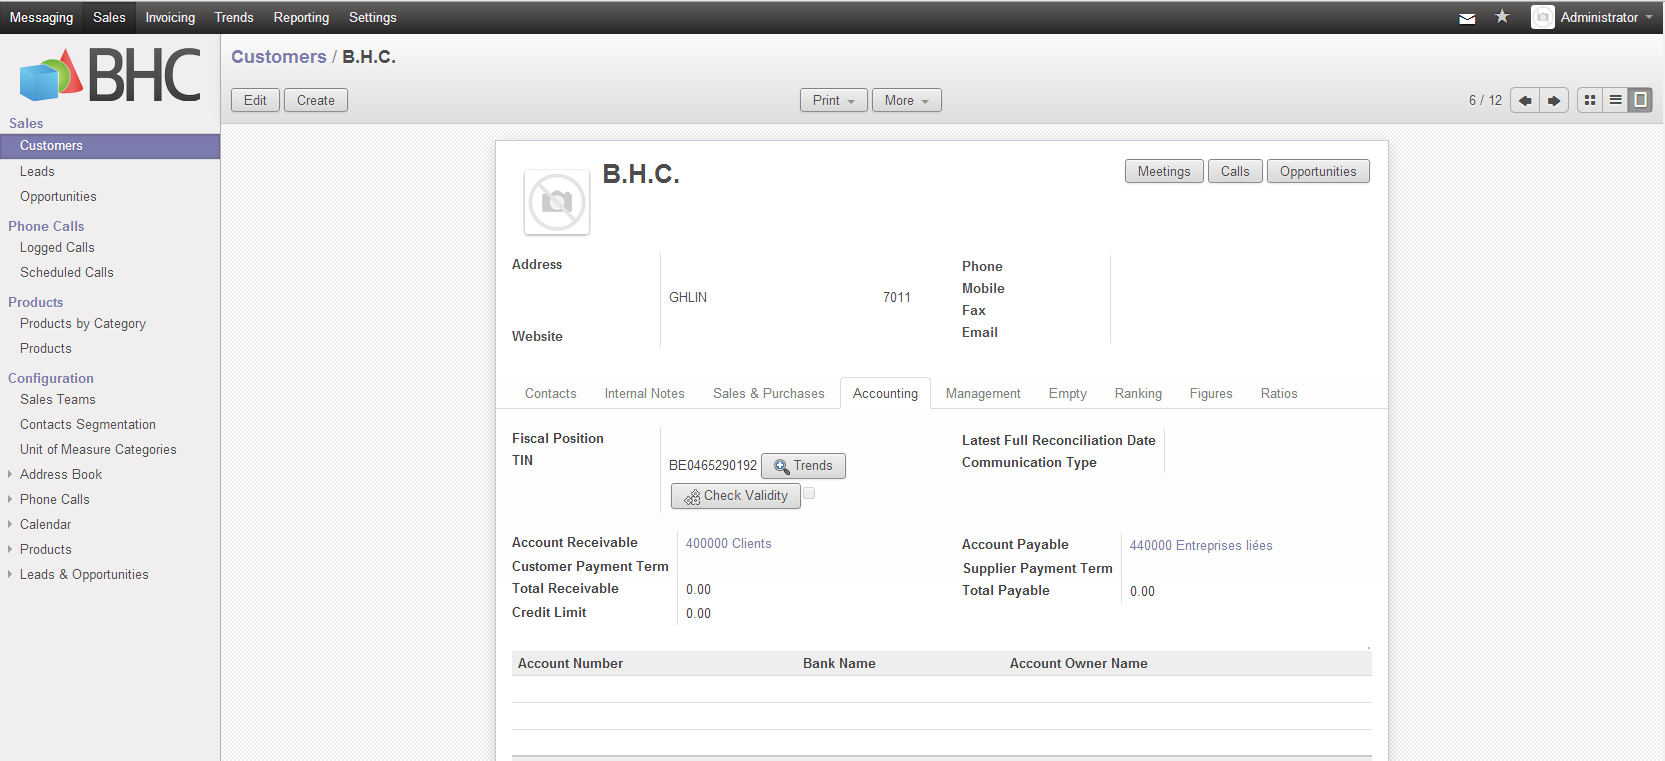 Messaging Sales Invoicing Trends Reporting Settings Administrator
BHC
Customers / B.H.C.
Edit Create Print More 6 / 12
Sales
Customers
Leads
Opportunities
Phone Calls
Logged Calls
Scheduled Calls
Products
Products by Category
Products
Configuration
Sales Teams
Contacts Segmentation
Unit of Measure Categories
Address Book
Phone Calls
Calendar
Products
Leads & Opportunities
B.H.C.
Meetings Calls Opportunities
Address
GHLIN 7011
Website
Phone
Mobile
Fax
Email
Contacts Internal Notes Sales & Purchases Accounting Management Empty Ranking Figures Ratios
Fiscal Position
TIN
BE0465290192 Trends
Check Validity
Latest Full Reconciliation Date
Communication Type
Account Receivable 400000 Clients
Customer Payment Term
Total Receivable 0.00
Credit Limit 0.00
Account Payable 440000 Entreprises liées
Supplier Payment Term
Total Payable 0.00
Account Number Bank Name Account Owner Name